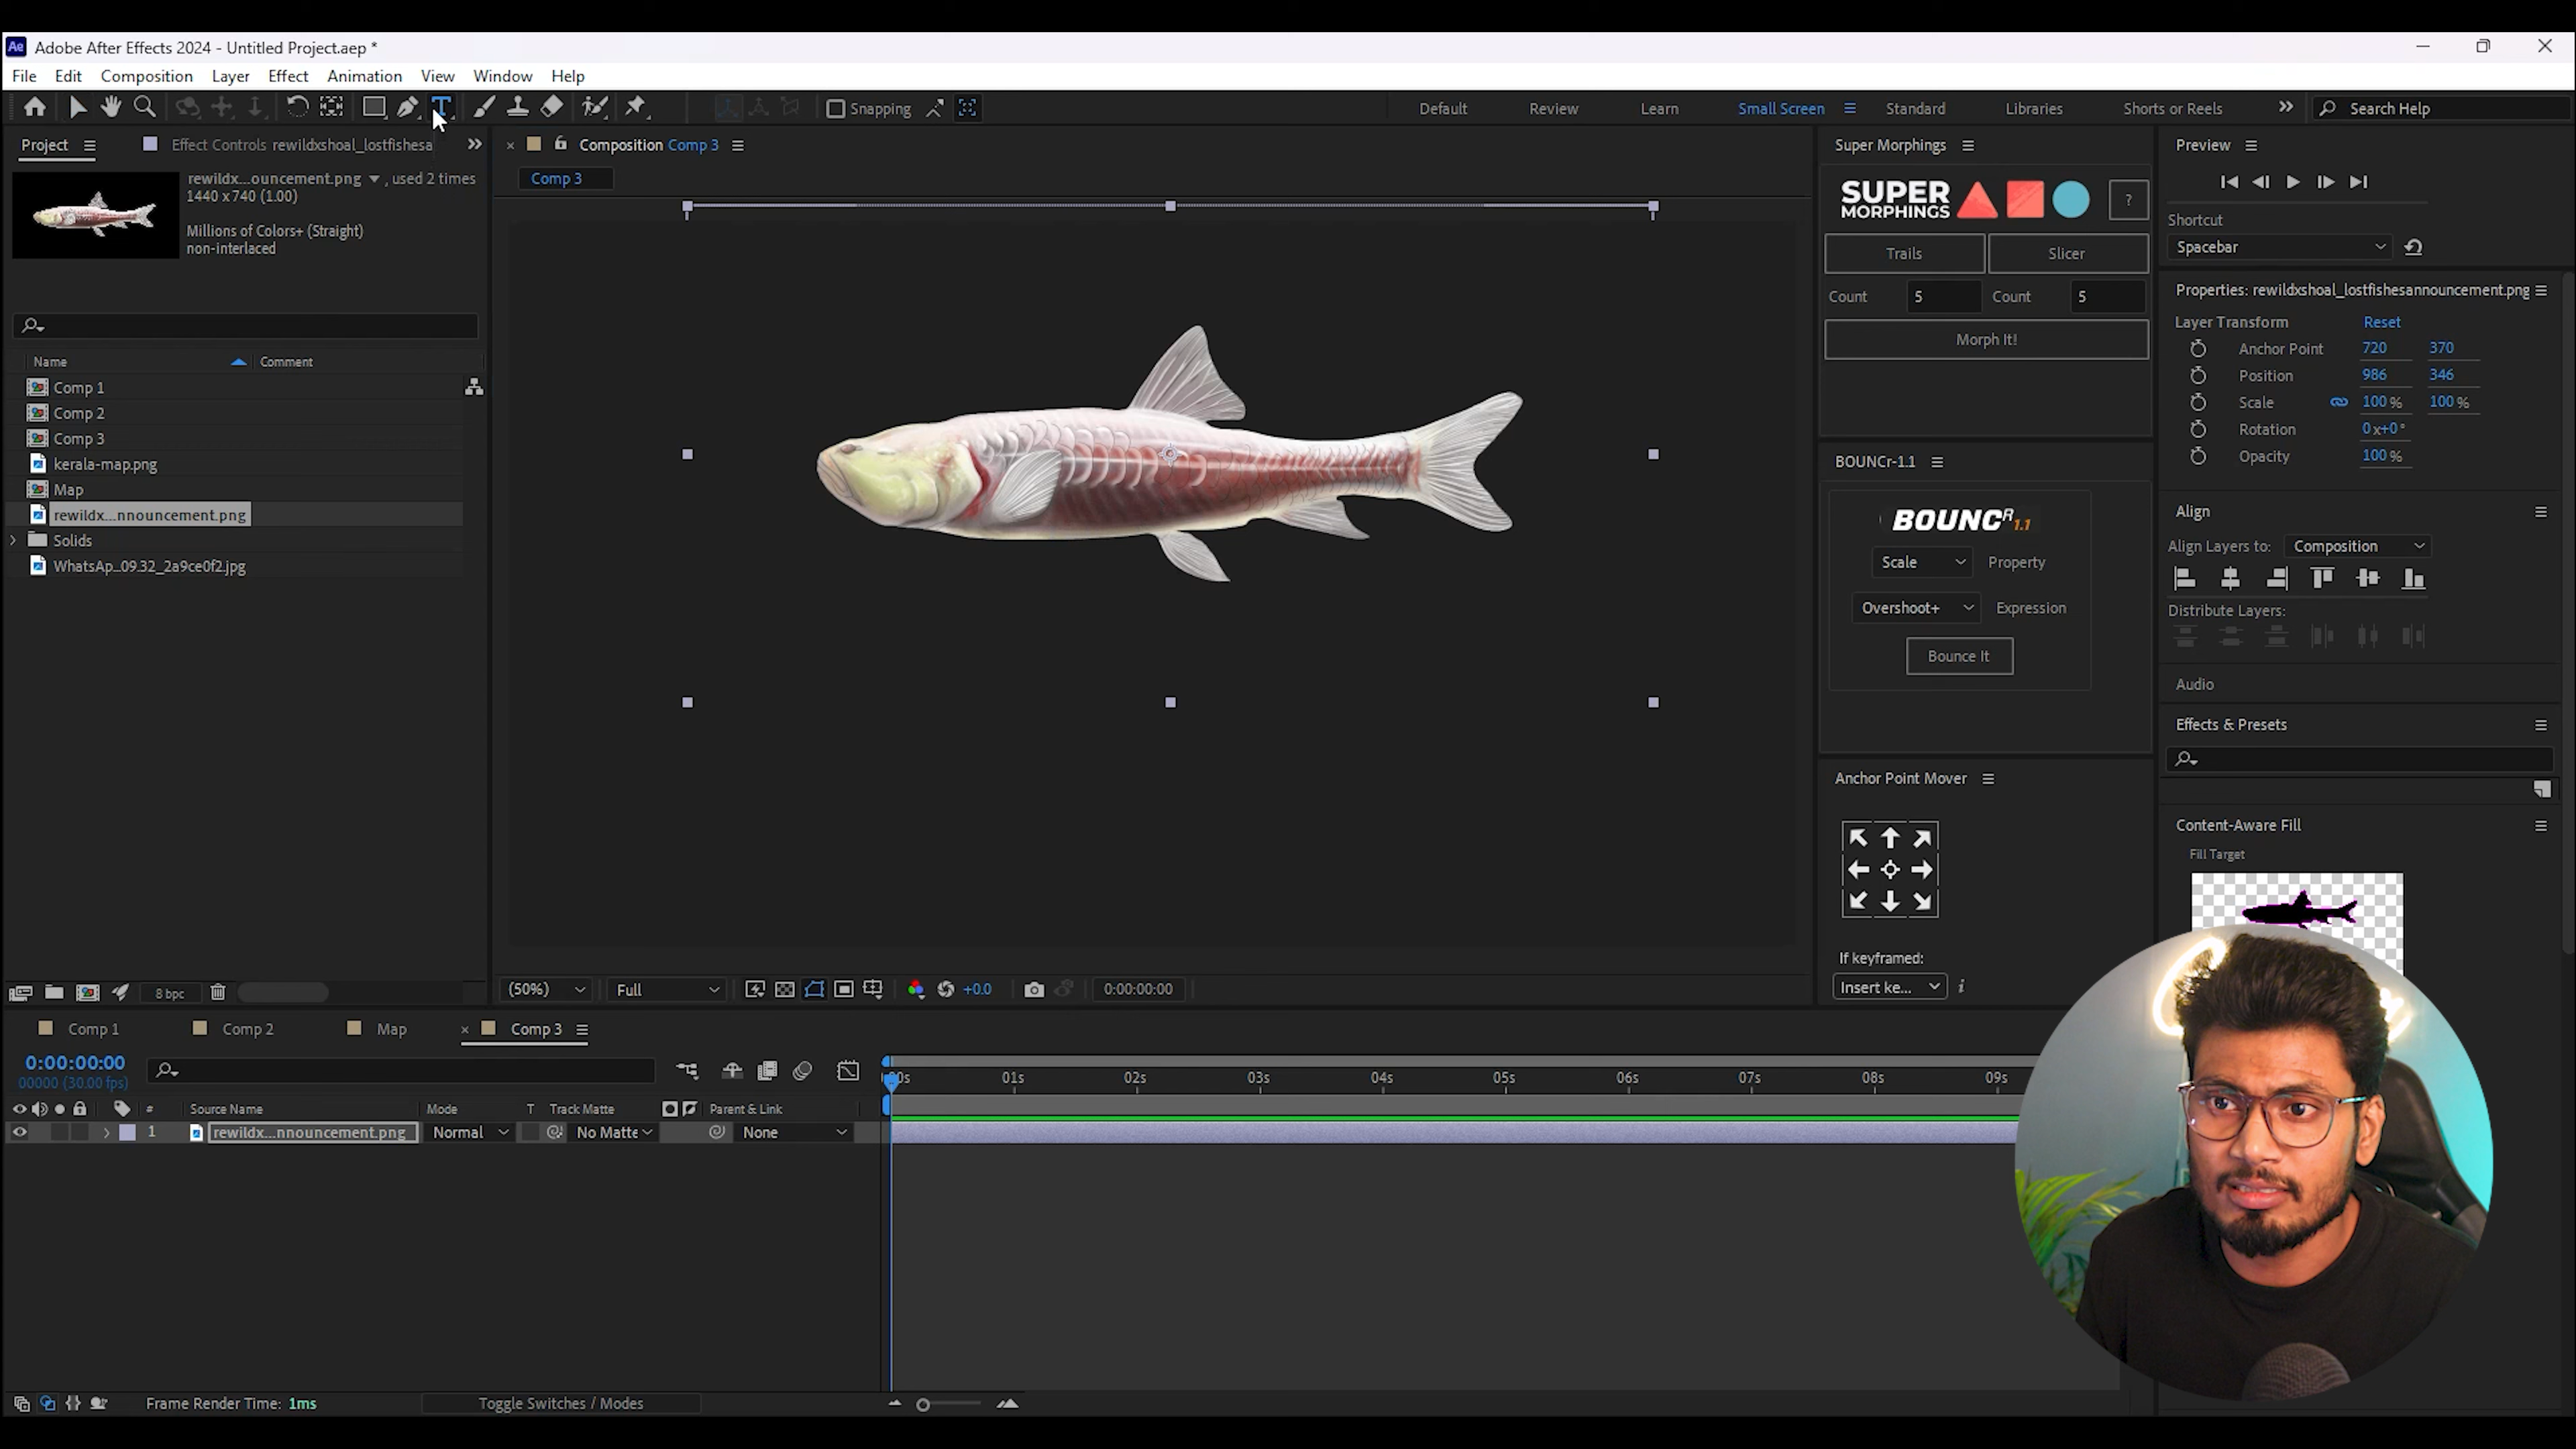 Ae Adobe After Effects 2024 - Untitled Project.aep *
File Edit Composition Layer Effect Animation View Window Help
T Snapping Default Review Learn Small Screen Standard Libraries Shorts or Reels Search Help
Project Effect Controls rewildxshoal_lostfishesa
rewildx...ouncement.png , used 2 times
1440 x 740 (1.00)
Millions of Colors+ (Straight)
non-interlaced
Name Comment
Comp 1
Comp 2
Comp 3
kerala-map.png
Map
rewildx...nnouncement.png
Solids
WhatsAp...09.32_2a9ce0f2.jpg
8 bpc
Composition Comp 3
Comp 3
(50%) Full +0.0 0:00:00:00
Super Morphings
SUPER MORPHINGS ?
Trails Slicer
Count 5 Count 5
Morph It!
BOUNCr-1.1
BOUNCR 1.1
Scale Property
Overshoot+ Expression
Bounce It
Anchor Point Mover
If keyframed:
Insert ke... i
Preview
Shortcut
Spacebar
Properties: rewildxshoal_lostfishesannouncement.png
Layer Transform Reset
Anchor Point 720 370
Position 986 346
Scale 100 % 100 %
Rotation 0x+0°
Opacity 100 %
Align
Align Layers to: Composition
Distribute Layers:
Audio
Effects & Presets
Content-Aware Fill
Fill Target
Comp 1 Comp 2 Map × Comp 3
0:00:00:00
00000 (30.00 fps)
:00s 01s 02s 03s 04s 05s 06s 07s 08s 09s
# Source Name Mode T Track Matte Parent & Link
1 rewildx...nnouncement.png Normal No Matte None
Frame Render Time: 1ms Toggle Switches / Modes